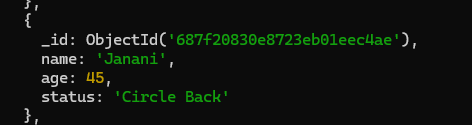 },
{
_id: ObjectId('687f20830e8723eb01eec4ae'),
name: 'Janani',
age: 45,
status: 'Circle Back'
},